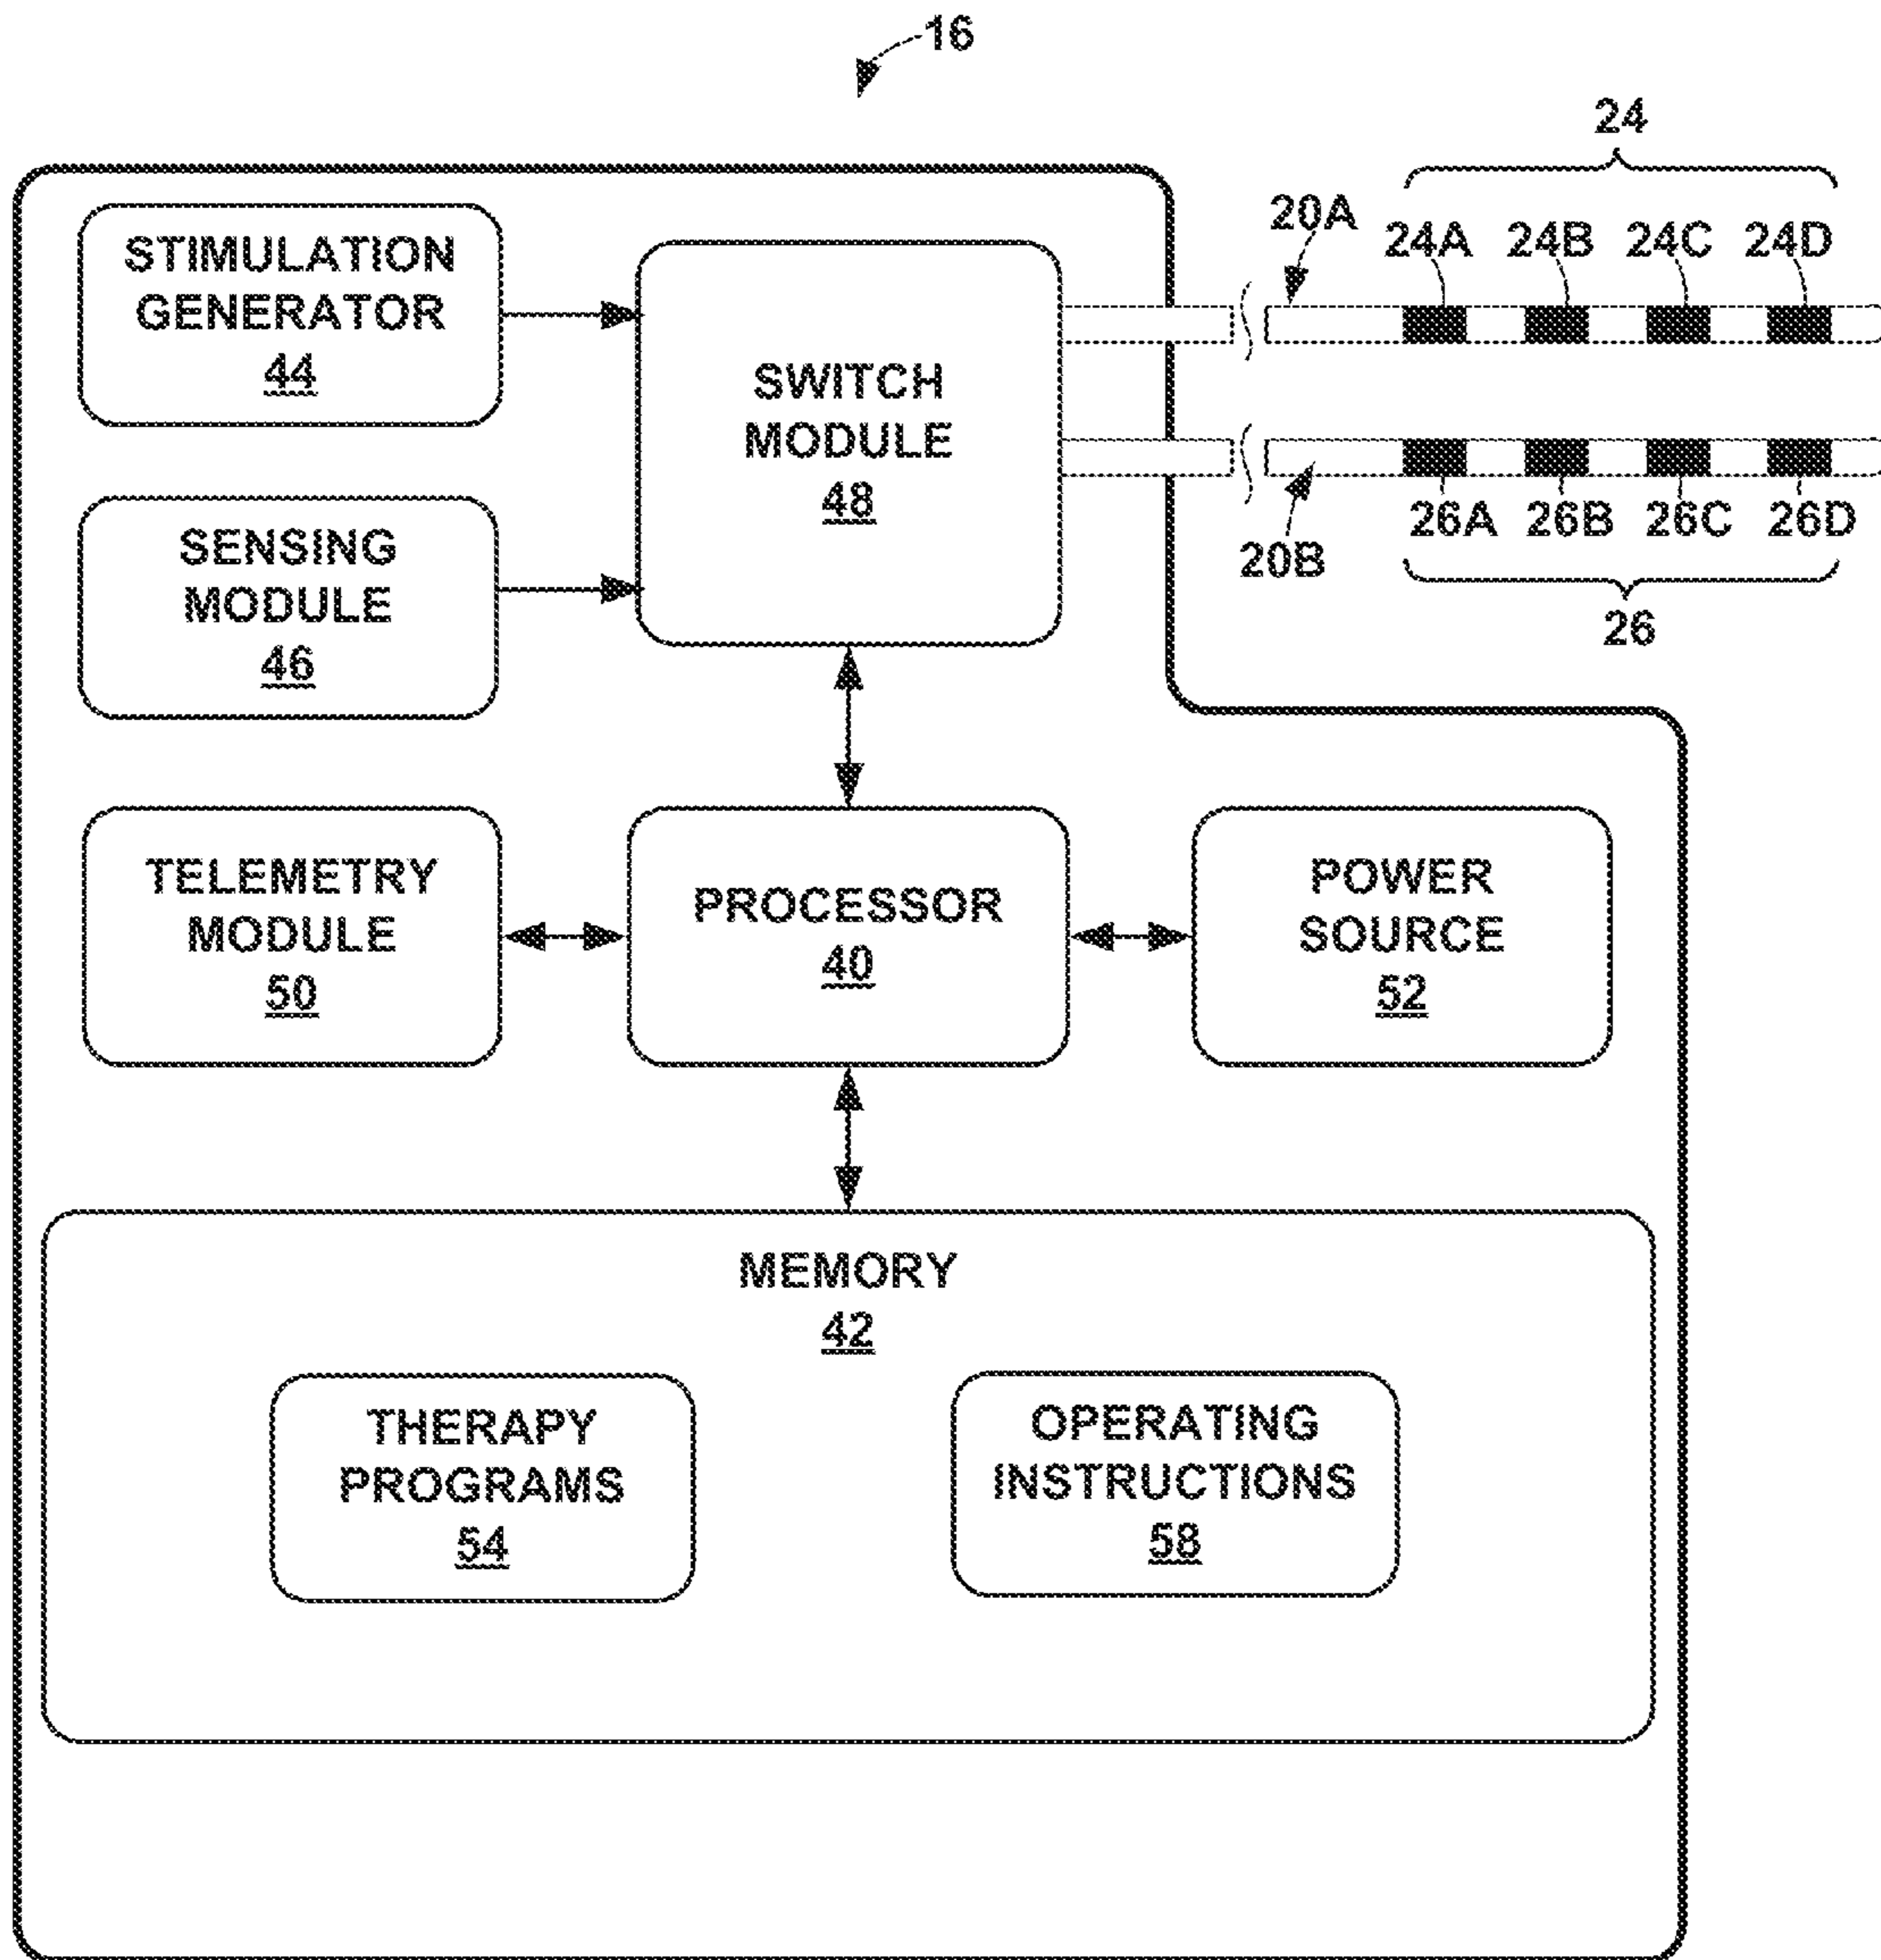 16
24
20A
24A 24B 24C 24D
STIMULATION
GENERATOR
44
SWITCH
MODULE
48
SENSING
MODULE
46
26A 26B 26C 26D
20B
26
TELEMETRY
MODULE
50
PROCESSOR
40
POWER
SOURCE
52
MEMORY
42
THERAPY
PROGRAMS
54
OPERATING
INSTRUCTIONS
58